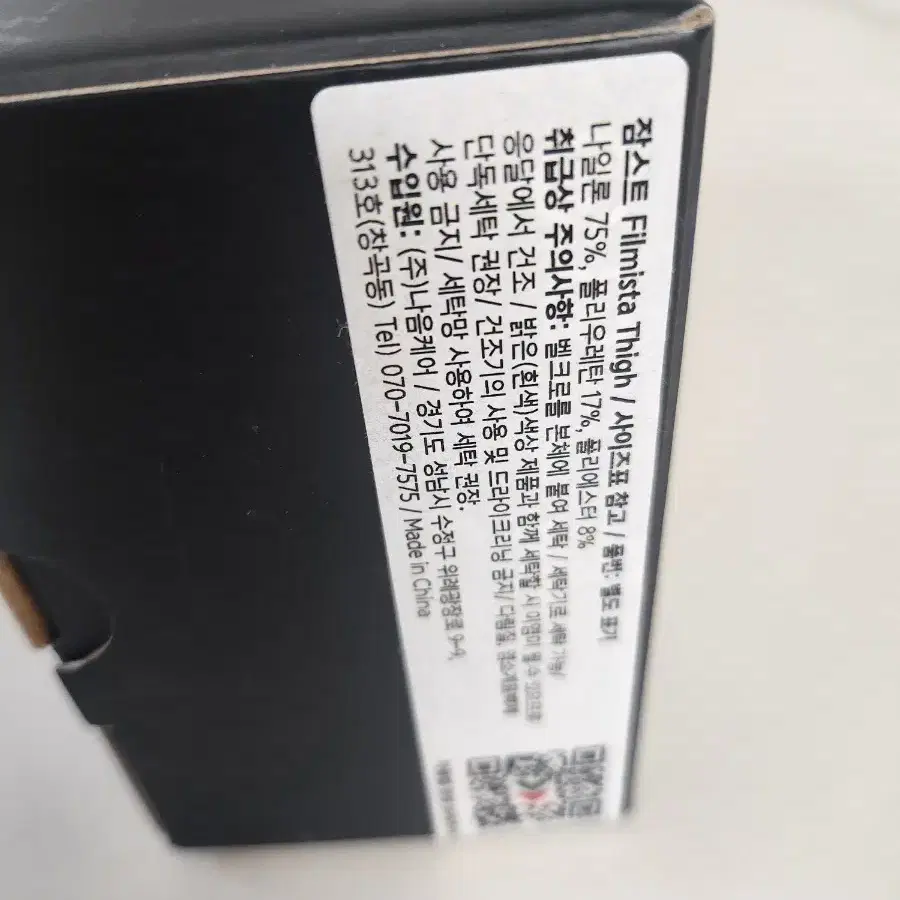 잠스트 Filmista Thigh / 사이즈표 참고 / 품번: 별도 표기
나일론 75%, 폴리우레탄 17%, 폴리에스터 8%
취급상 주의사항: 벨크로를 본체에 붙여 세탁 / 세탁기로 세탁 가능/
응달에서 건조 / 밝은(흰색)색상 제품과 함께 세탁할 시 이염이 될 수 있으므로
단독세탁 권장/ 건조기의 사용 및 드라이크리닝 금지/ 다림질,
사용 금지/ 세탁망 사용하여 세탁 권장.
수입원: (주)나음케어 / 경기도 성남시 수정구 위례광장로 9-9,
313호(창곡동) Tel) 070-7019-7575 / Made in China